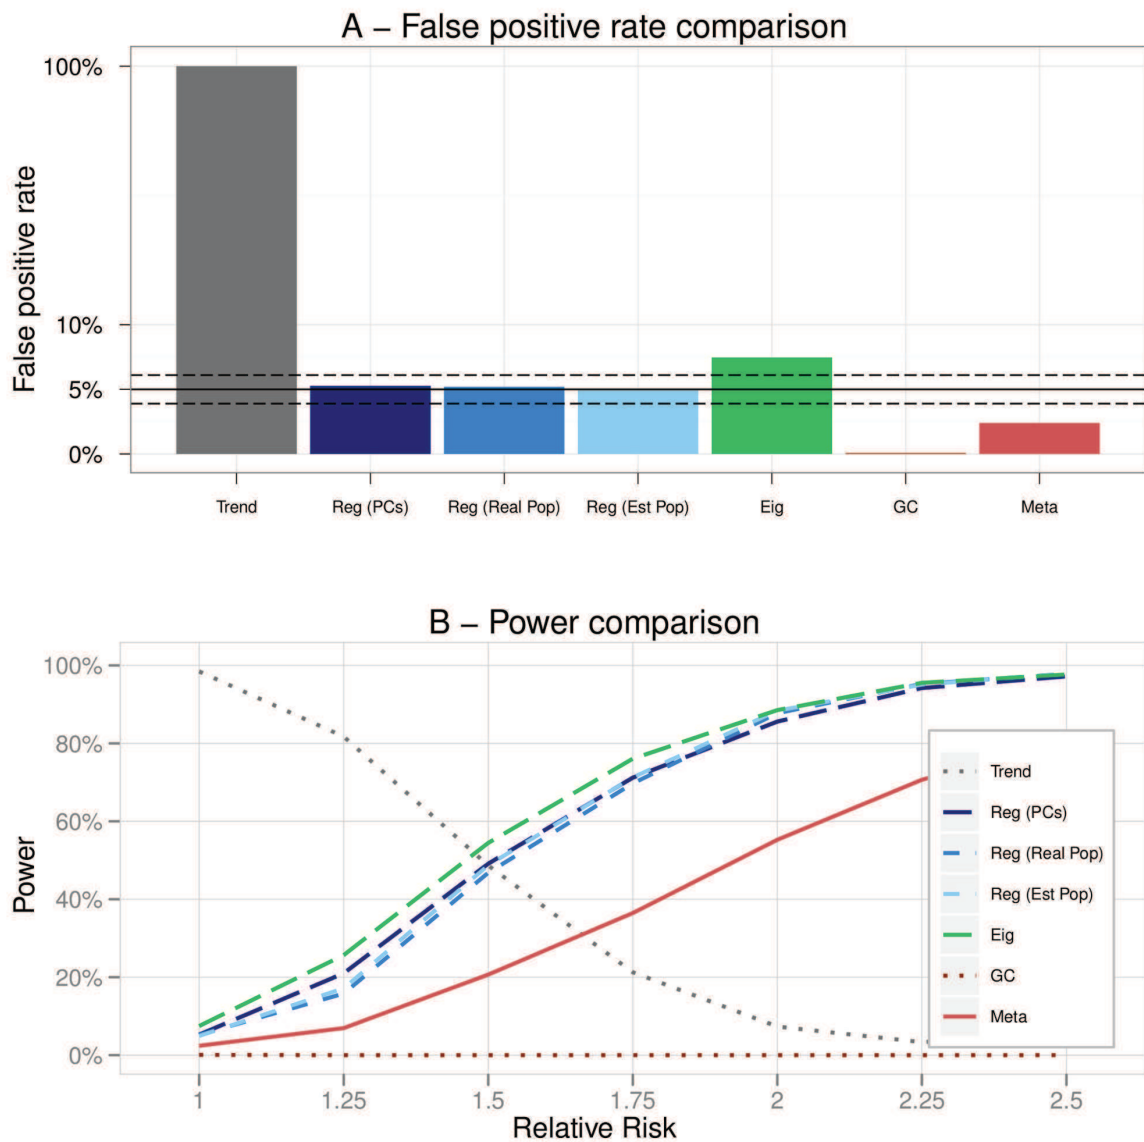 A – False positive rate comparison
False positive rate
100%
10%
5%
0%
Trend Reg (PCs) Reg (Real Pop) Reg (Est Pop) Eig GC Meta
B – Power comparison
Power
100%
80%
60%
40%
20%
0%
Trend
Reg (PCs)
Reg (Real Pop)
Reg (Est Pop)
Eig
GC
Meta
1 1.25 1.5 1.75 2 2.25 2.5
Relative Risk